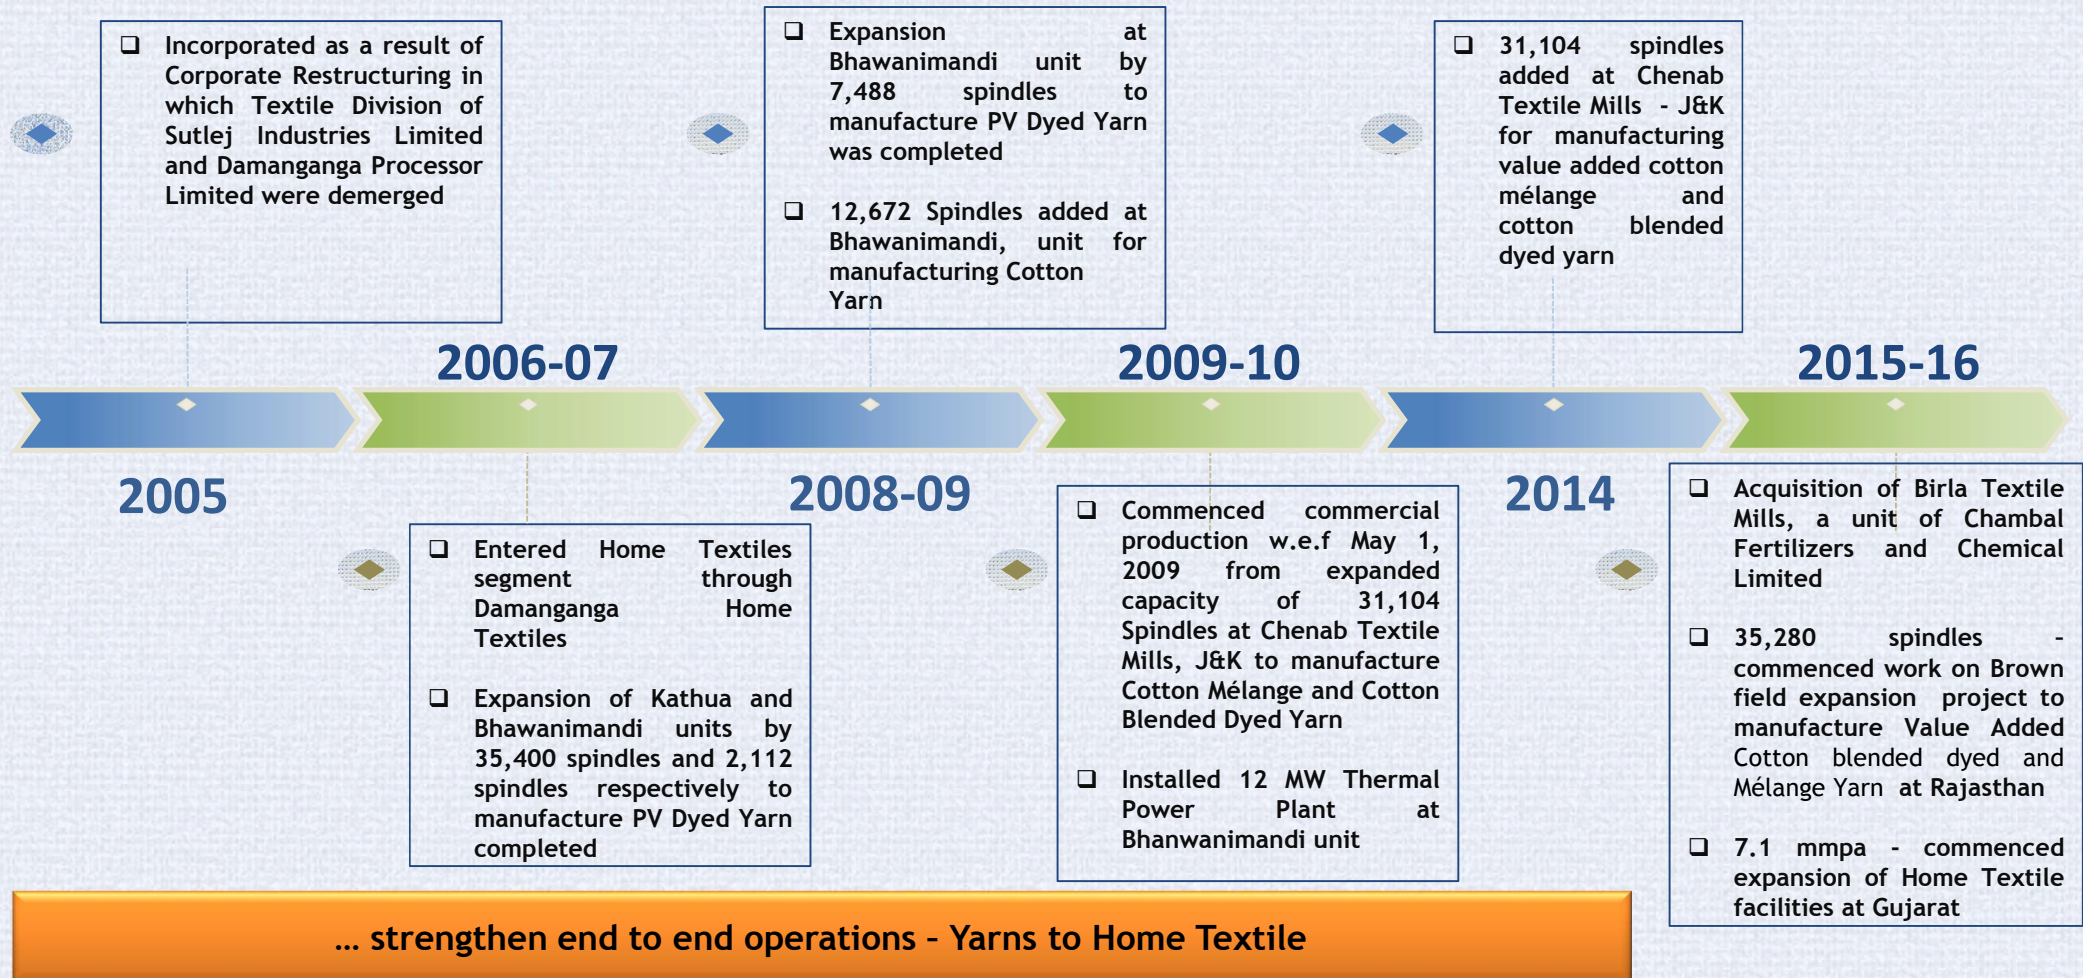 Incorporated as a result of
Corporate Restructuring in
which Textile Division of
Sutlej Industries Limited
and Damanganga Processor
Limited were demerged
2005
2006-07
Entered Home Textiles
segment through
Damanganga Home
Textiles
Expansion of Kathua and
Bhawanimandi units by
35,400 spindles and 2,112
spindles respectively to
manufacture PV Dyed Yarn
completed
Expansion at
Bhawanimandi unit by
7,488 spindles to
manufacture PV Dyed Yarn
was completed
12,672 Spindles added at
Bhawanimandi, unit for
manufacturing Cotton
Yarn
2008-09
2009-10
Commenced commercial
production w.e.f May 1,
2009 from expanded
capacity of 31,104
Spindles at Chenab Textile
Mills, J&K to manufacture
Cotton Mélange and Cotton
Blended Dyed Yarn
Installed 12 MW Thermal
Power Plant at
Bhanwanimandi unit
31,104 spindles
added at Chenab
Textile Mills - J&K
for manufacturing
value added cotton
mélange and
cotton blended
dyed yarn
2014
2015-16
Acquisition of Birla Textile
Mills, a unit of Chambal
Fertilizers and Chemical
Limited
35,280 spindles –
commenced work on Brown
field expansion project to
manufacture Value Added
Cotton blended dyed and
Mélange Yarn at Rajasthan
7.1 mmpa - commenced
expansion of Home Textile
facilities at Gujarat
… strengthen end to end operations – Yarns to Home Textile